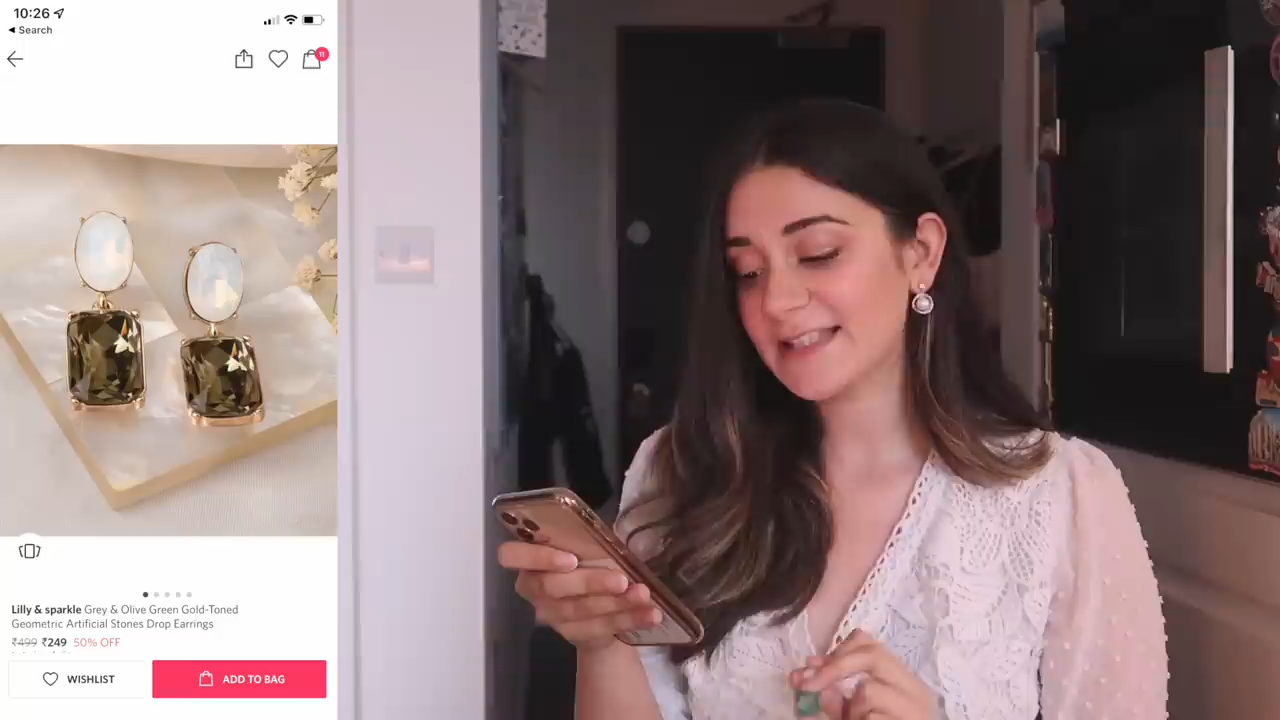 10:26
Search
11
Lilly & sparkle Grey & Olive Green Gold-Toned
Geometric Artificial Stones Drop Earrings
₹499 ₹249 50% OFF
WISHLIST
ADD TO BAG